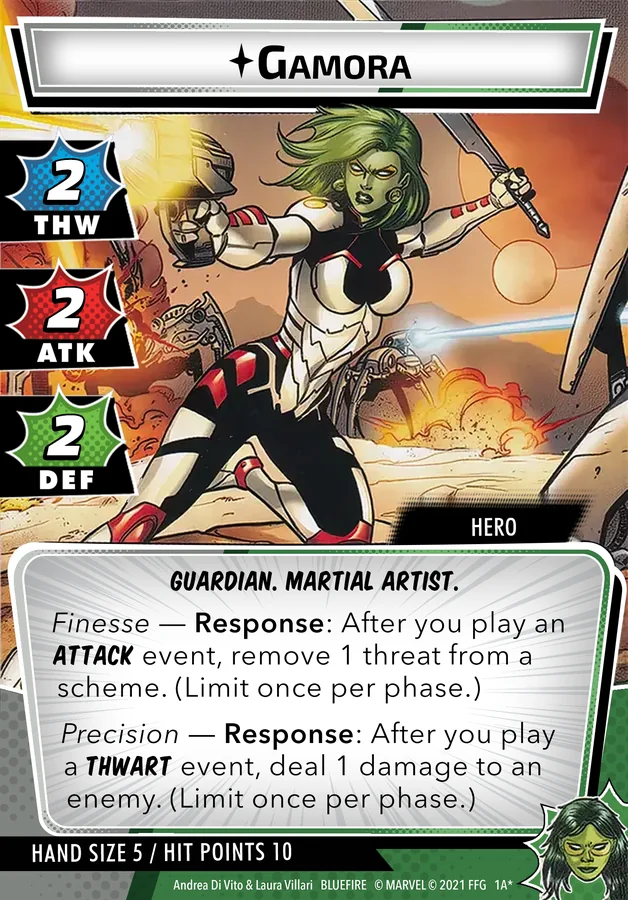 GAMORA
2
THW
2
ATK
2
DEF
HERO
GUARDIAN. MARTIAL ARTIST.
Finesse — Response: After you play an
ATTACK event, remove 1 threat from a
scheme. (Limit once per phase.)
Precision — Response: After you play
a THWART event, deal 1 damage to an
enemy. (Limit once per phase.)
HAND SIZE 5 / HIT POINTS 10
Andrea Di Vito & Laura Villari BLUEFIRE © MARVEL © 2021 FFG 1A*